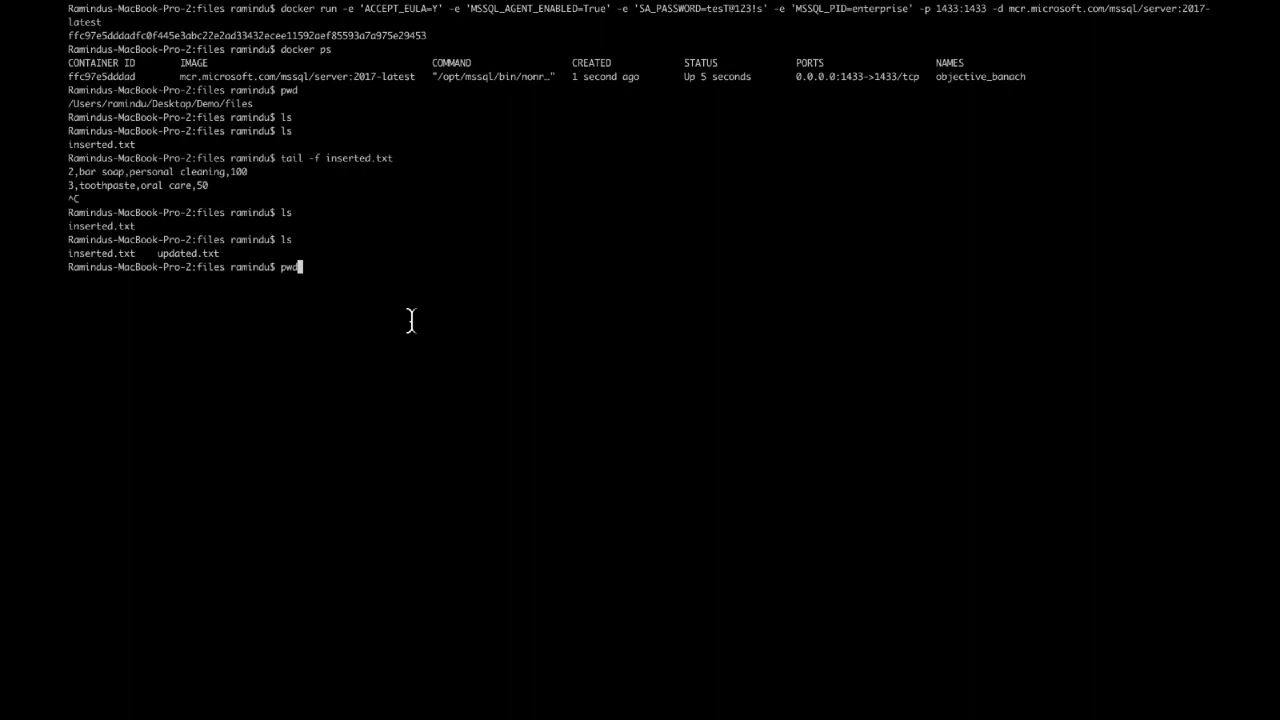 Ramindus-MacBook-Pro-2:files ramindu$ docker run -e 'ACCEPT_EULA=Y' -e 'MSSQL_AGENT_ENABLED=True' -e 'SA_PASSWORD=tesT@123!s' -e 'MSSQL_PID=enterprise' -p 1433:1433 -d mcr.microsoft.com/mssql/server:2017-
latest
ffc97e5dddadfc0f445e3abc22e2ad33432ecee11592aef85593a7a975e29453
Ramindus-MacBook-Pro-2:files ramindu$ docker ps
CONTAINER ID IMAGE COMMAND CREATED STATUS PORTS NAMES
ffc97e5dddad mcr.microsoft.com/mssql/server:2017-latest "/opt/mssql/bin/nonr…" 1 second ago Up 5 seconds 0.0.0.0:1433->1433/tcp objective_banach
Ramindus-MacBook-Pro-2:files ramindu$ pwd
/Users/ramindu/Desktop/Demo/files
Ramindus-MacBook-Pro-2:files ramindu$ ls
Ramindus-MacBook-Pro-2:files ramindu$ ls
inserted.txt
Ramindus-MacBook-Pro-2:files ramindu$ tail -f inserted.txt
2,bar soap,personal cleaning,100
3,toothpaste,oral care,50
^C
Ramindus-MacBook-Pro-2:files ramindu$ ls
inserted.txt
Ramindus-MacBook-Pro-2:files ramindu$ ls
inserted.txt updated.txt
Ramindus-MacBook-Pro-2:files ramindu$ pwd